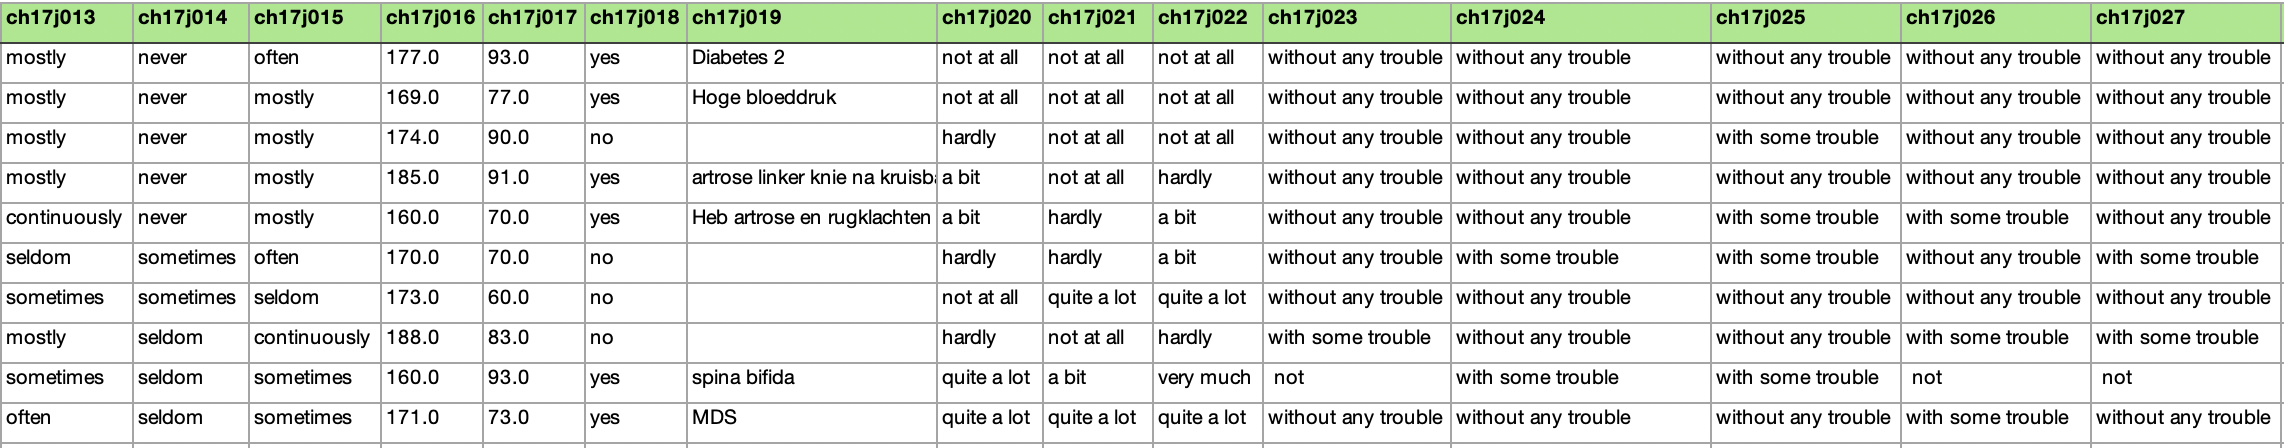 ch17j013 ch17j014 ch17j015 ch17j016 ch17j017 ch17j018 ch17j019 ch17j020 ch17j021 ch17j022 ch17j023 ch17j024 ch17j025 ch17j026 ch17j027
mostly never often 177.0 93.0 yes Diabetes 2 not at all not at all not at all without any trouble without any trouble without any trouble without any trouble without any trouble
mostly never mostly 169.0 77.0 yes Hoge bloeddruk not at all not at all not at all without any trouble without any trouble without any trouble without any trouble without any trouble
mostly never mostly 174.0 90.0 no hardly not at all not at all without any trouble without any trouble with some trouble without any trouble without any trouble
mostly never mostly 185.0 91.0 yes artrose linker knie na kruisba a bit not at all hardly without any trouble without any trouble without any trouble without any trouble without any trouble
continuously never mostly 160.0 70.0 yes Heb artrose en rugklachten a bit hardly a bit without any trouble without any trouble with some trouble with some trouble without any trouble
seldom sometimes often 170.0 70.0 no hardly hardly a bit without any trouble with some trouble with some trouble without any trouble with some trouble
sometimes sometimes seldom 173.0 60.0 no not at all quite a lot quite a lot without any trouble without any trouble without any trouble without any trouble without any trouble
mostly seldom continuously 188.0 83.0 no hardly not at all hardly with some trouble without any trouble without any trouble with some trouble with some trouble
sometimes seldom sometimes 160.0 93.0 yes spina bifida quite a lot a bit very much not with some trouble with some trouble not not
often seldom sometimes 171.0 73.0 yes MDS quite a lot quite a lot quite a lot without any trouble without any trouble without any trouble with some trouble without any trouble